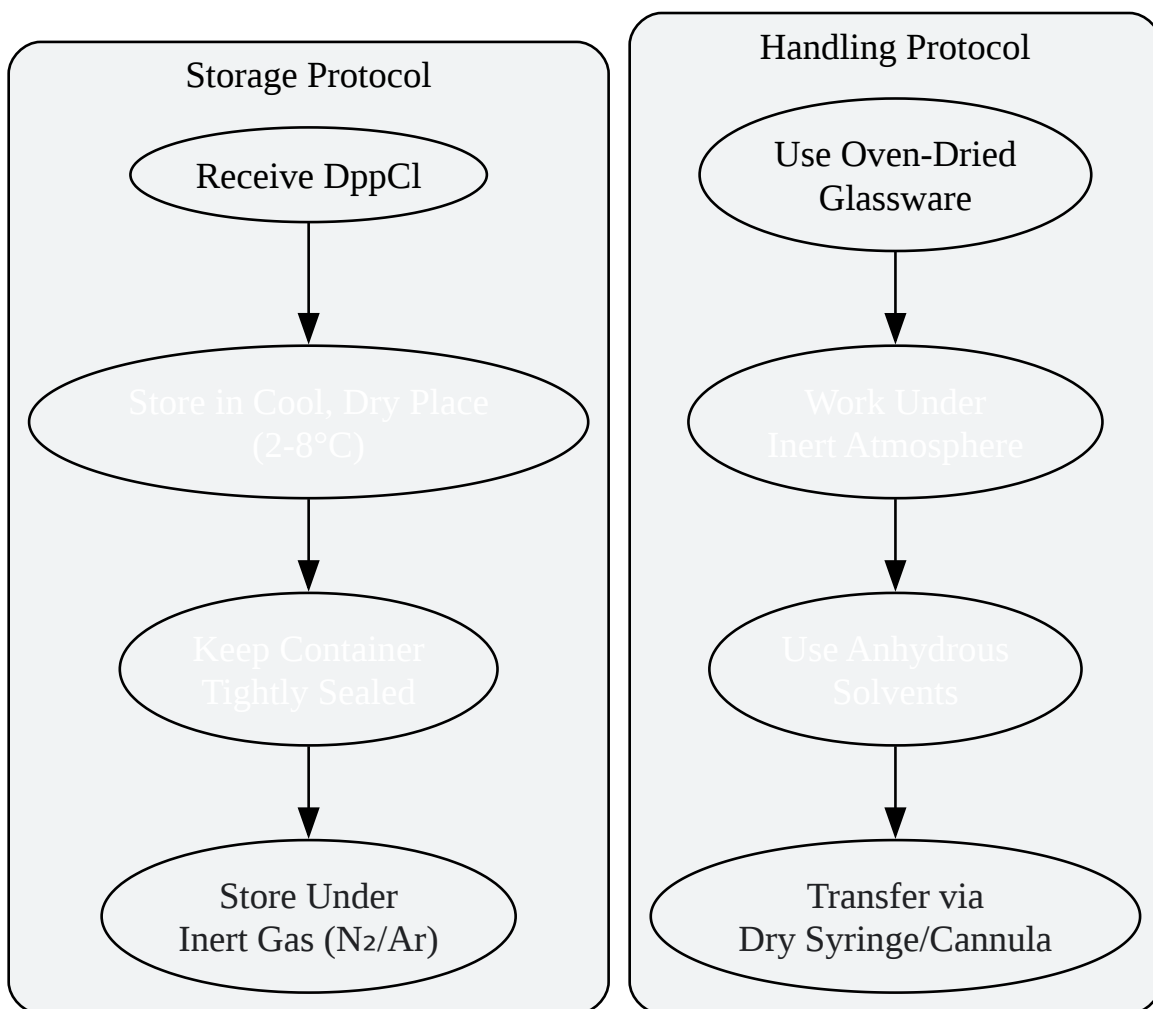 Storage Protocol
Receive DppCl
Store in Cool, Dry Place
(2-8°C)
Keep Container
Tightly Sealed
Store Under
Inert Gas (N₂/Ar)
Handling Protocol
Use Oven-Dried
Glassware
Work Under
Inert Atmosphere
Use Anhydrous
Solvents
Transfer via
Dry Syringe/Cannula